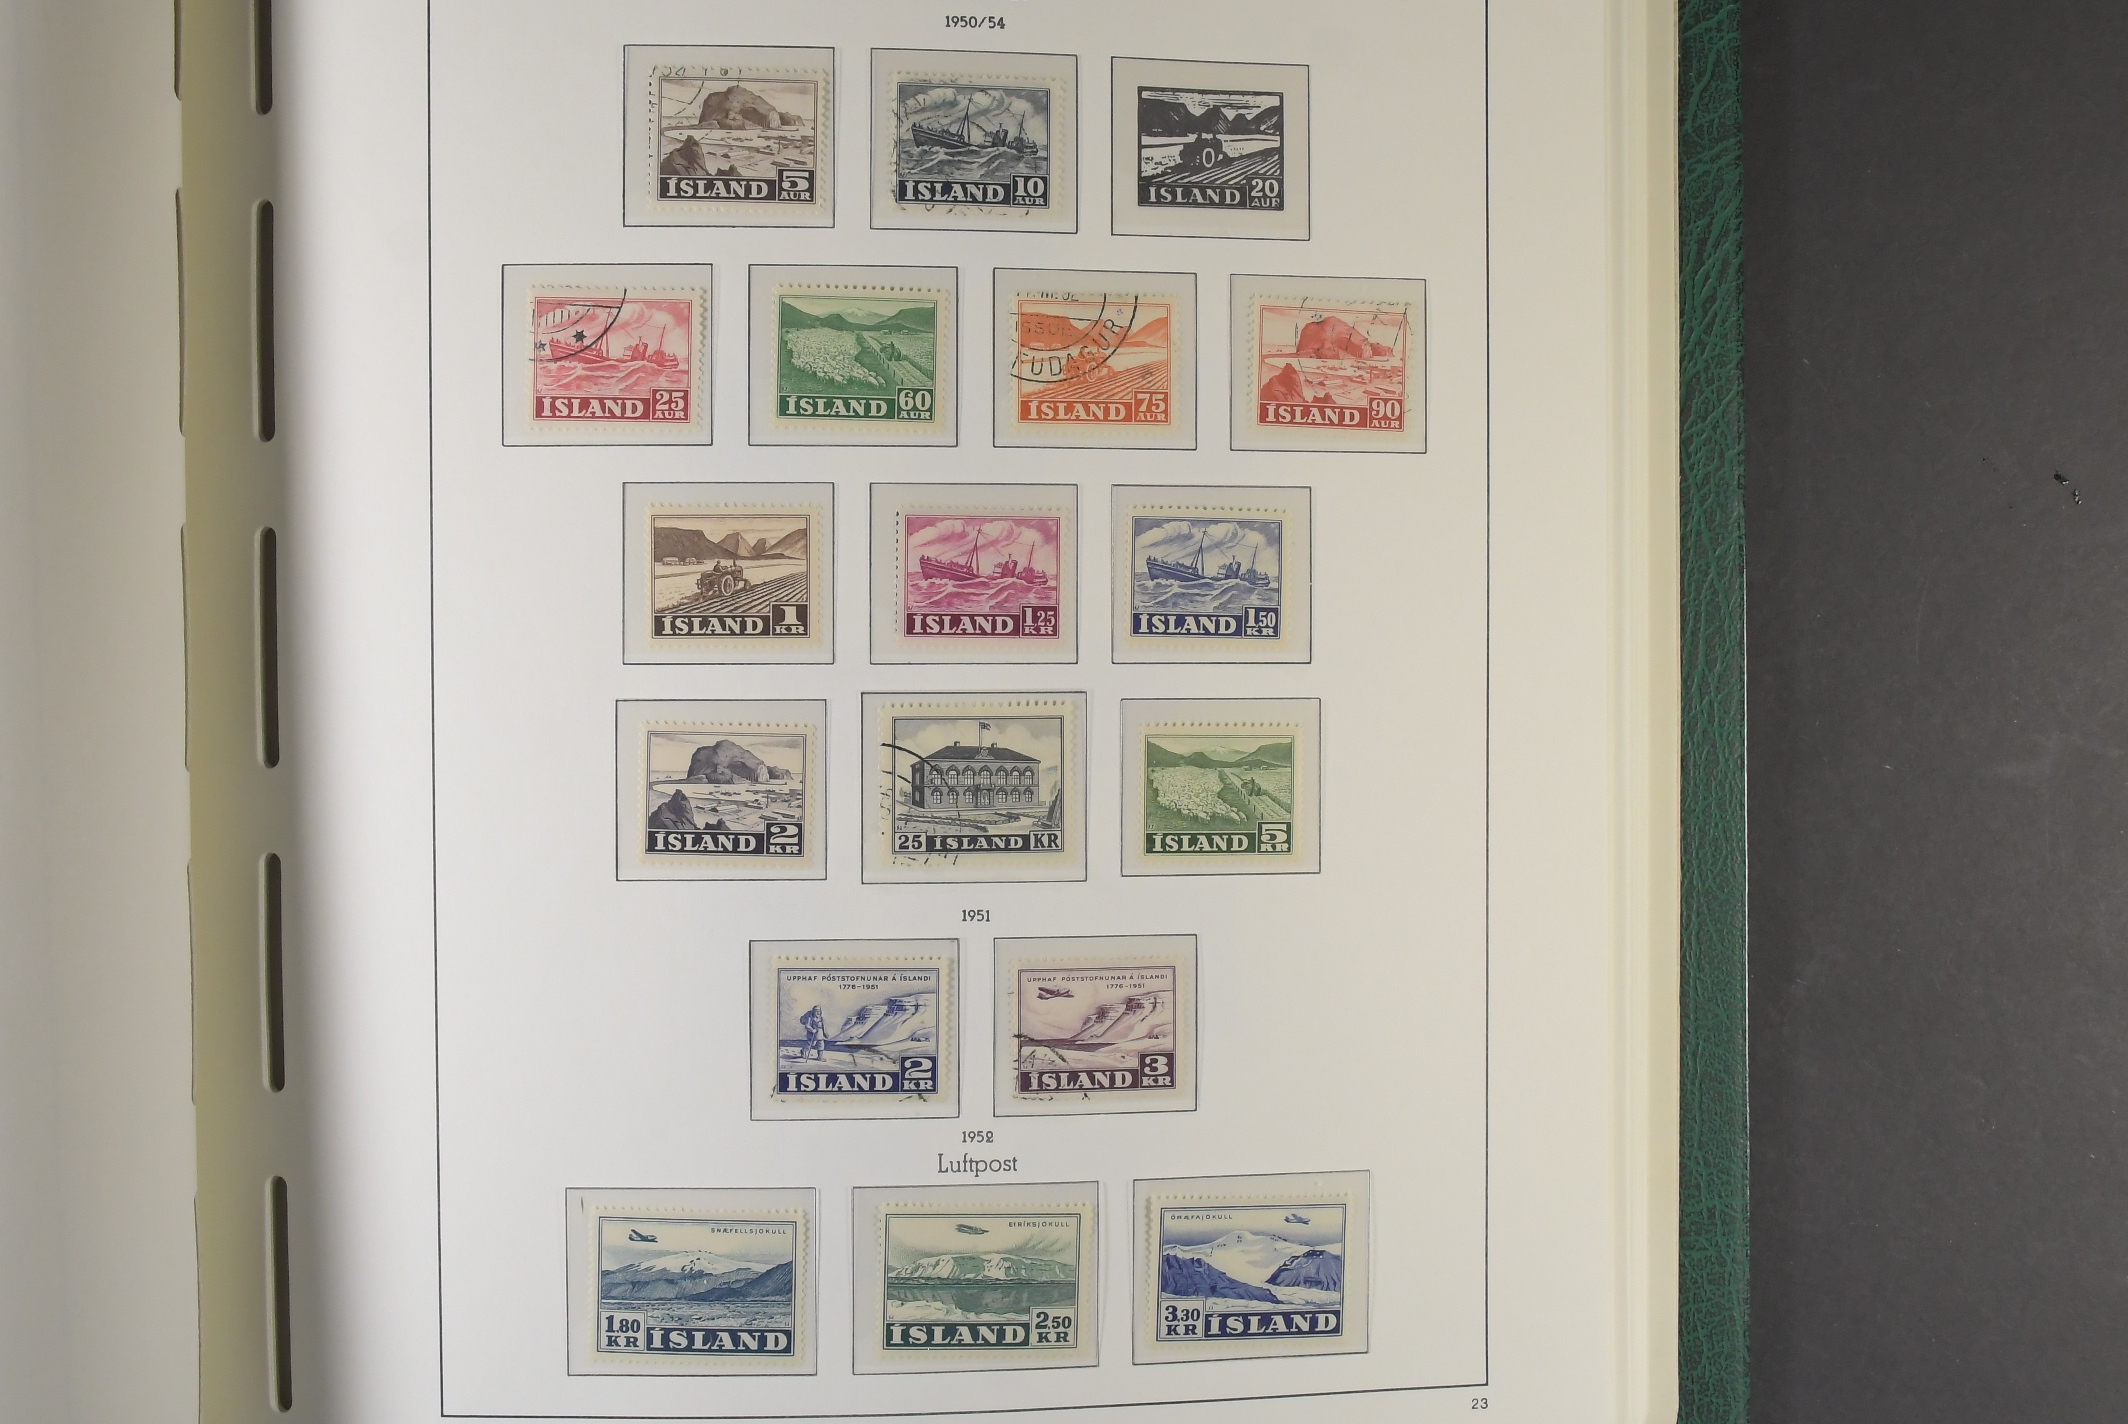 1950/54
ÍSLAND 5 AUR
ÍSLAND 10 AUR
ÍSLAND 20 AUR
ÍSLAND 25 AUR
ÍSLAND 60 AUR
ISSUE
FUDAGUR
ÍSLAND 75 AUR
ÍSLAND 90 AUR
ÍSLAND 1 KR
ÍSLAND 1.25 KR
ÍSLAND 1.50 KR
ÍSLAND 2 KR
25 ÍSLAND KR
ÍSLAND 5 KR
1951
UPPHAF PÓSTSTOFNUNAR Á ÍSLANDI
1776-1951
ÍSLAND 2 KR
UPPHAF PÓSTSTOFNUNAR Á ÍSLANDI
1776-1951
ÍSLAND 3 KR
1952
Luftpost
SNÆFELLSJÖKULL
1.80 KR ÍSLAND
EIRÍKSJÖKULL
ÍSLAND 2.50 KR
ÖRÆFAJÖKULL
3.30 KR ÍSLAND
23